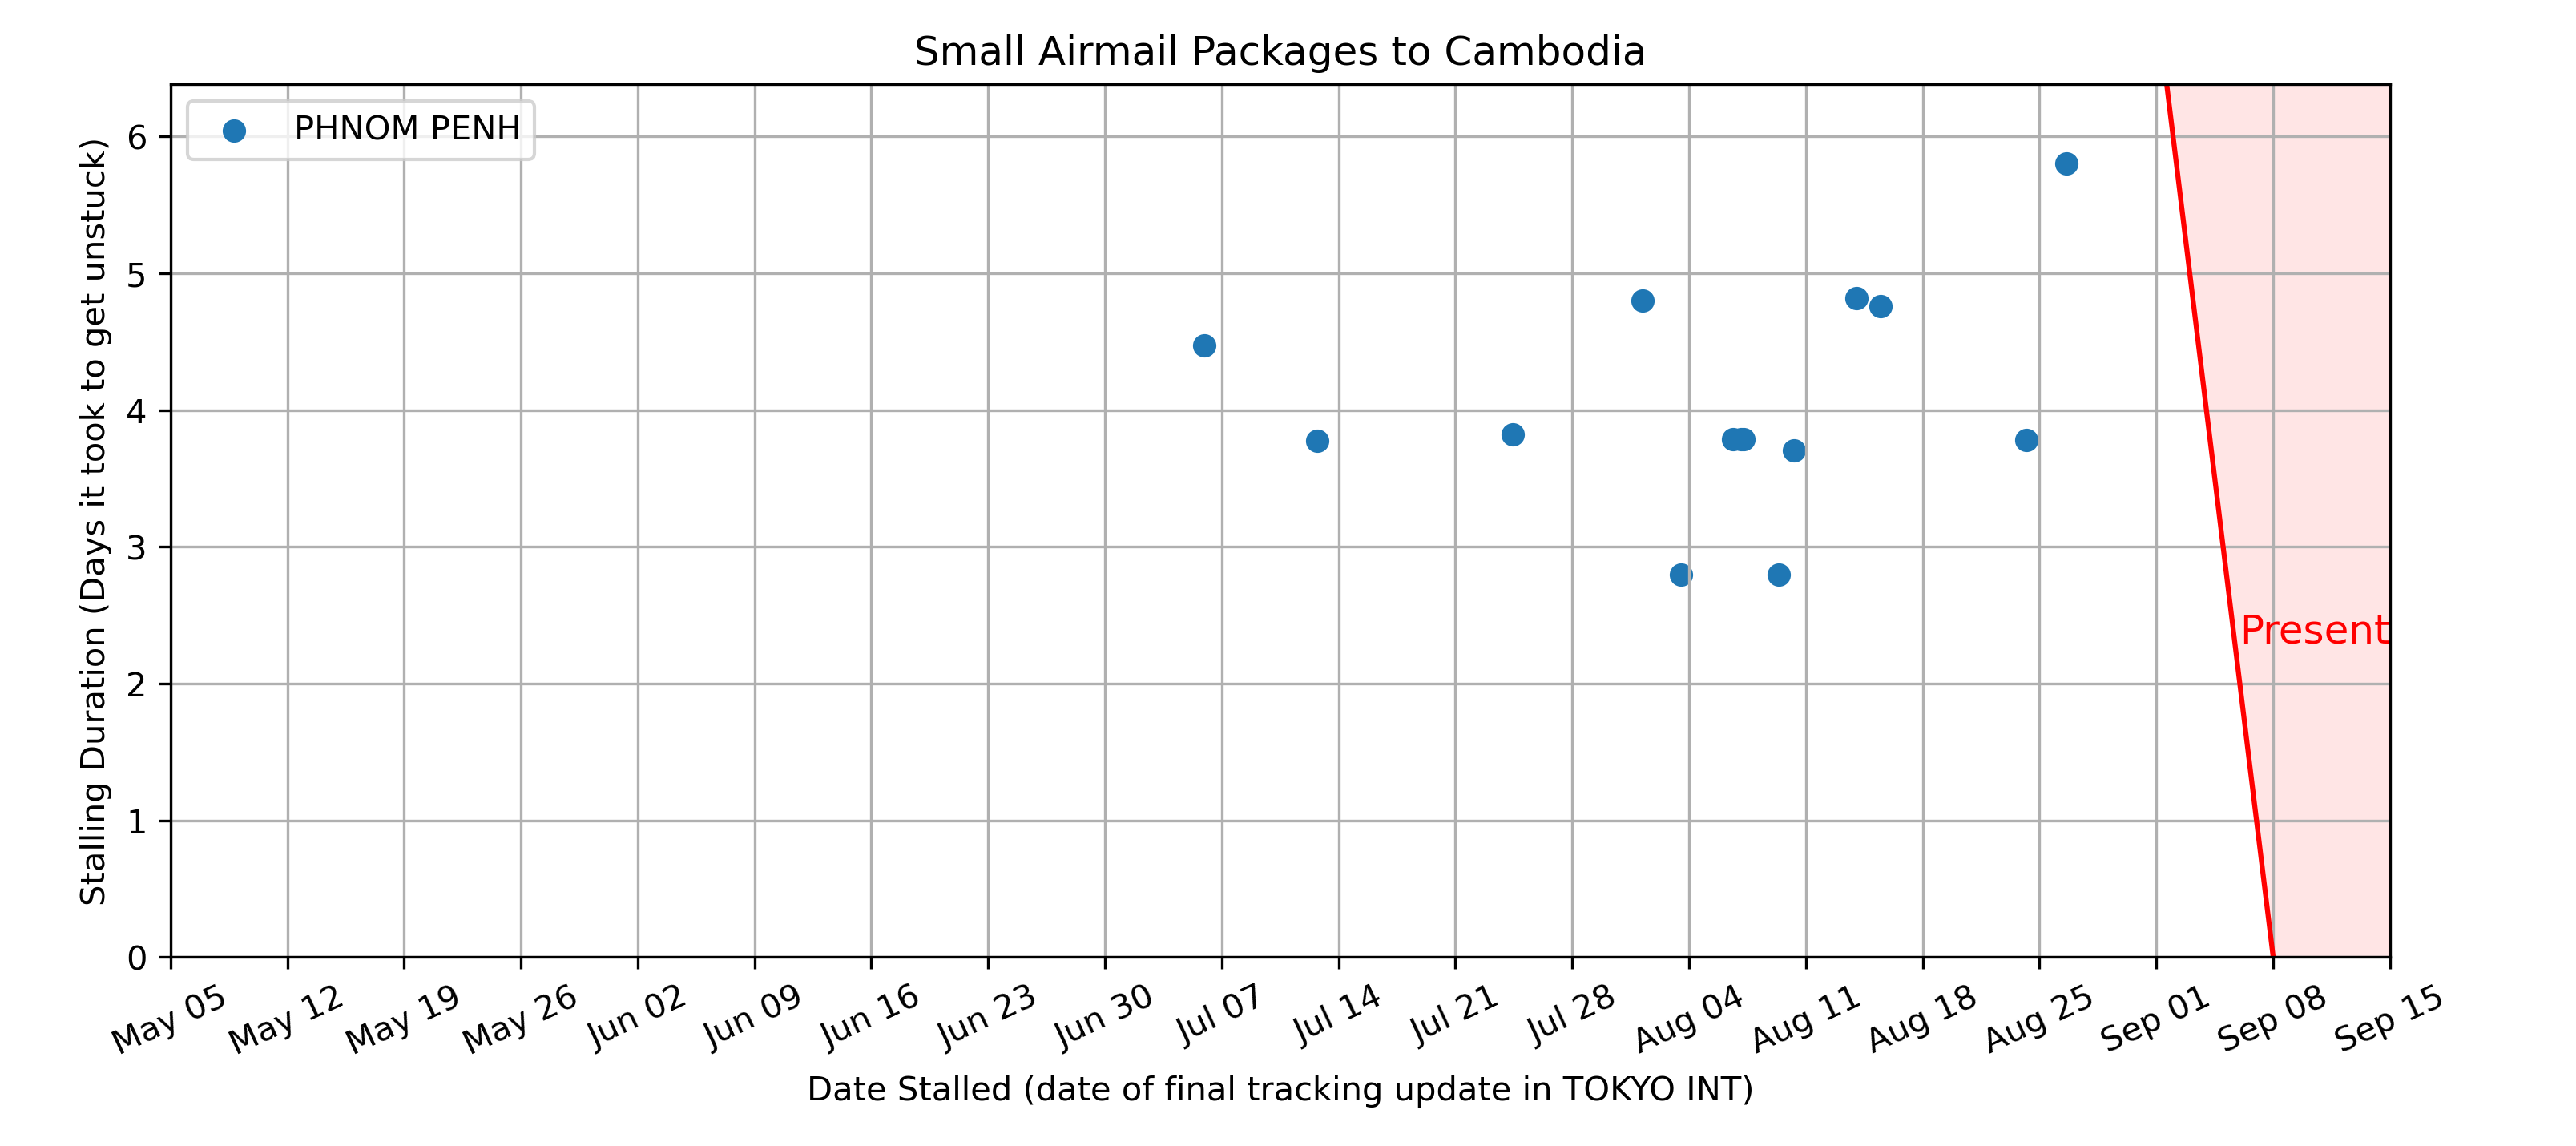 Small Airmail Packages to Cambodia
PHNOM PENH
Stalling Duration (Days it took to get unstuck)
6
5
4
3
2
1
0
Present
May 05 May 12 May 19 May 26 Jun 02 Jun 09 Jun 16 Jun 23 Jun 30 Jul 07 Jul 14 Jul 21 Jul 28 Aug 04 Aug 11 Aug 18 Aug 25 Sep 01 Sep 08 Sep 15
Date Stalled (date of final tracking update in TOKYO INT)